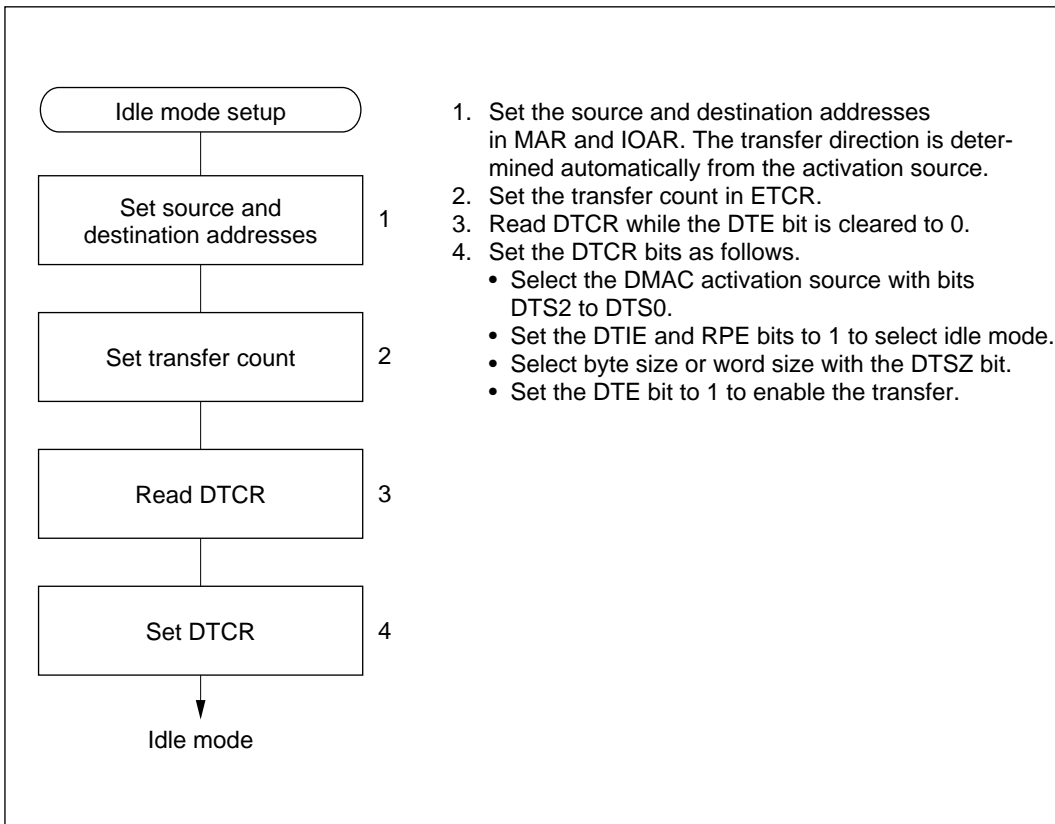 Idle mode setup
Set source and
destination addresses
1
Set transfer count
2
Read DTCR
3
Set DTCR
4
Idle mode
1. Set the source and destination addresses
in MAR and IOAR. The transfer direction is deter-
mined automatically from the activation source.
2. Set the transfer count in ETCR.
3. Read DTCR while the DTE bit is cleared to 0.
4. Set the DTCR bits as follows.
• Select the DMAC activation source with bits
DTS2 to DTS0.
• Set the DTIE and RPE bits to 1 to select idle mode.
• Select byte size or word size with the DTSZ bit.
• Set the DTE bit to 1 to enable the transfer.